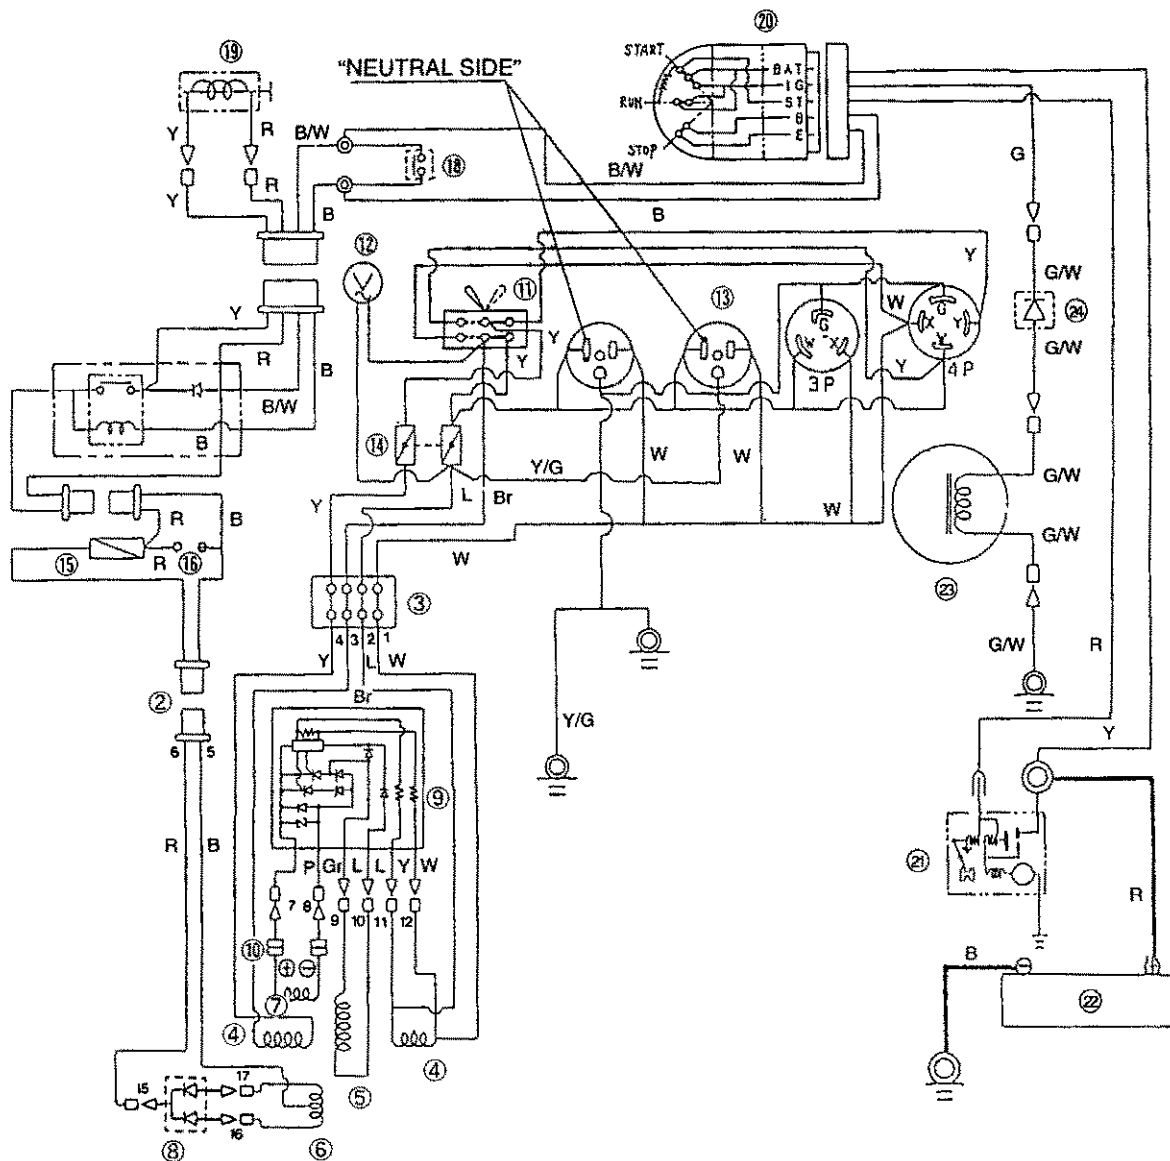 ⑲
"NEUTRAL SIDE"
⑳
START
RUN
STOP
BAT
IG
ST
B
E
Y
R
B/W
⑱
Y
R
B
B/W
B
G
⑫
⑪
⑬
Y
W
G/W
㉔
G/W
Y
R
B
B/W
B
Y
Y
G
W
X
3P
G
X
Y
W
4P
Y
⑭
Y/G
W
W
W
L
Br
Y
W
G/W
G/W
㉓
R
B
⑮
R
⑯
③
4
3
2
1
Y
L
W
Br
G/W
R
Y
②
6
5
Y/G
⑨
R
B
P
Gr
L
L
Y
W
7
8
9
10
11
12
⑩
⊕
⊖
⑦
④
④
⑤
㉑
R
B
⊖
㉒
15
17
16
⑧
⑥